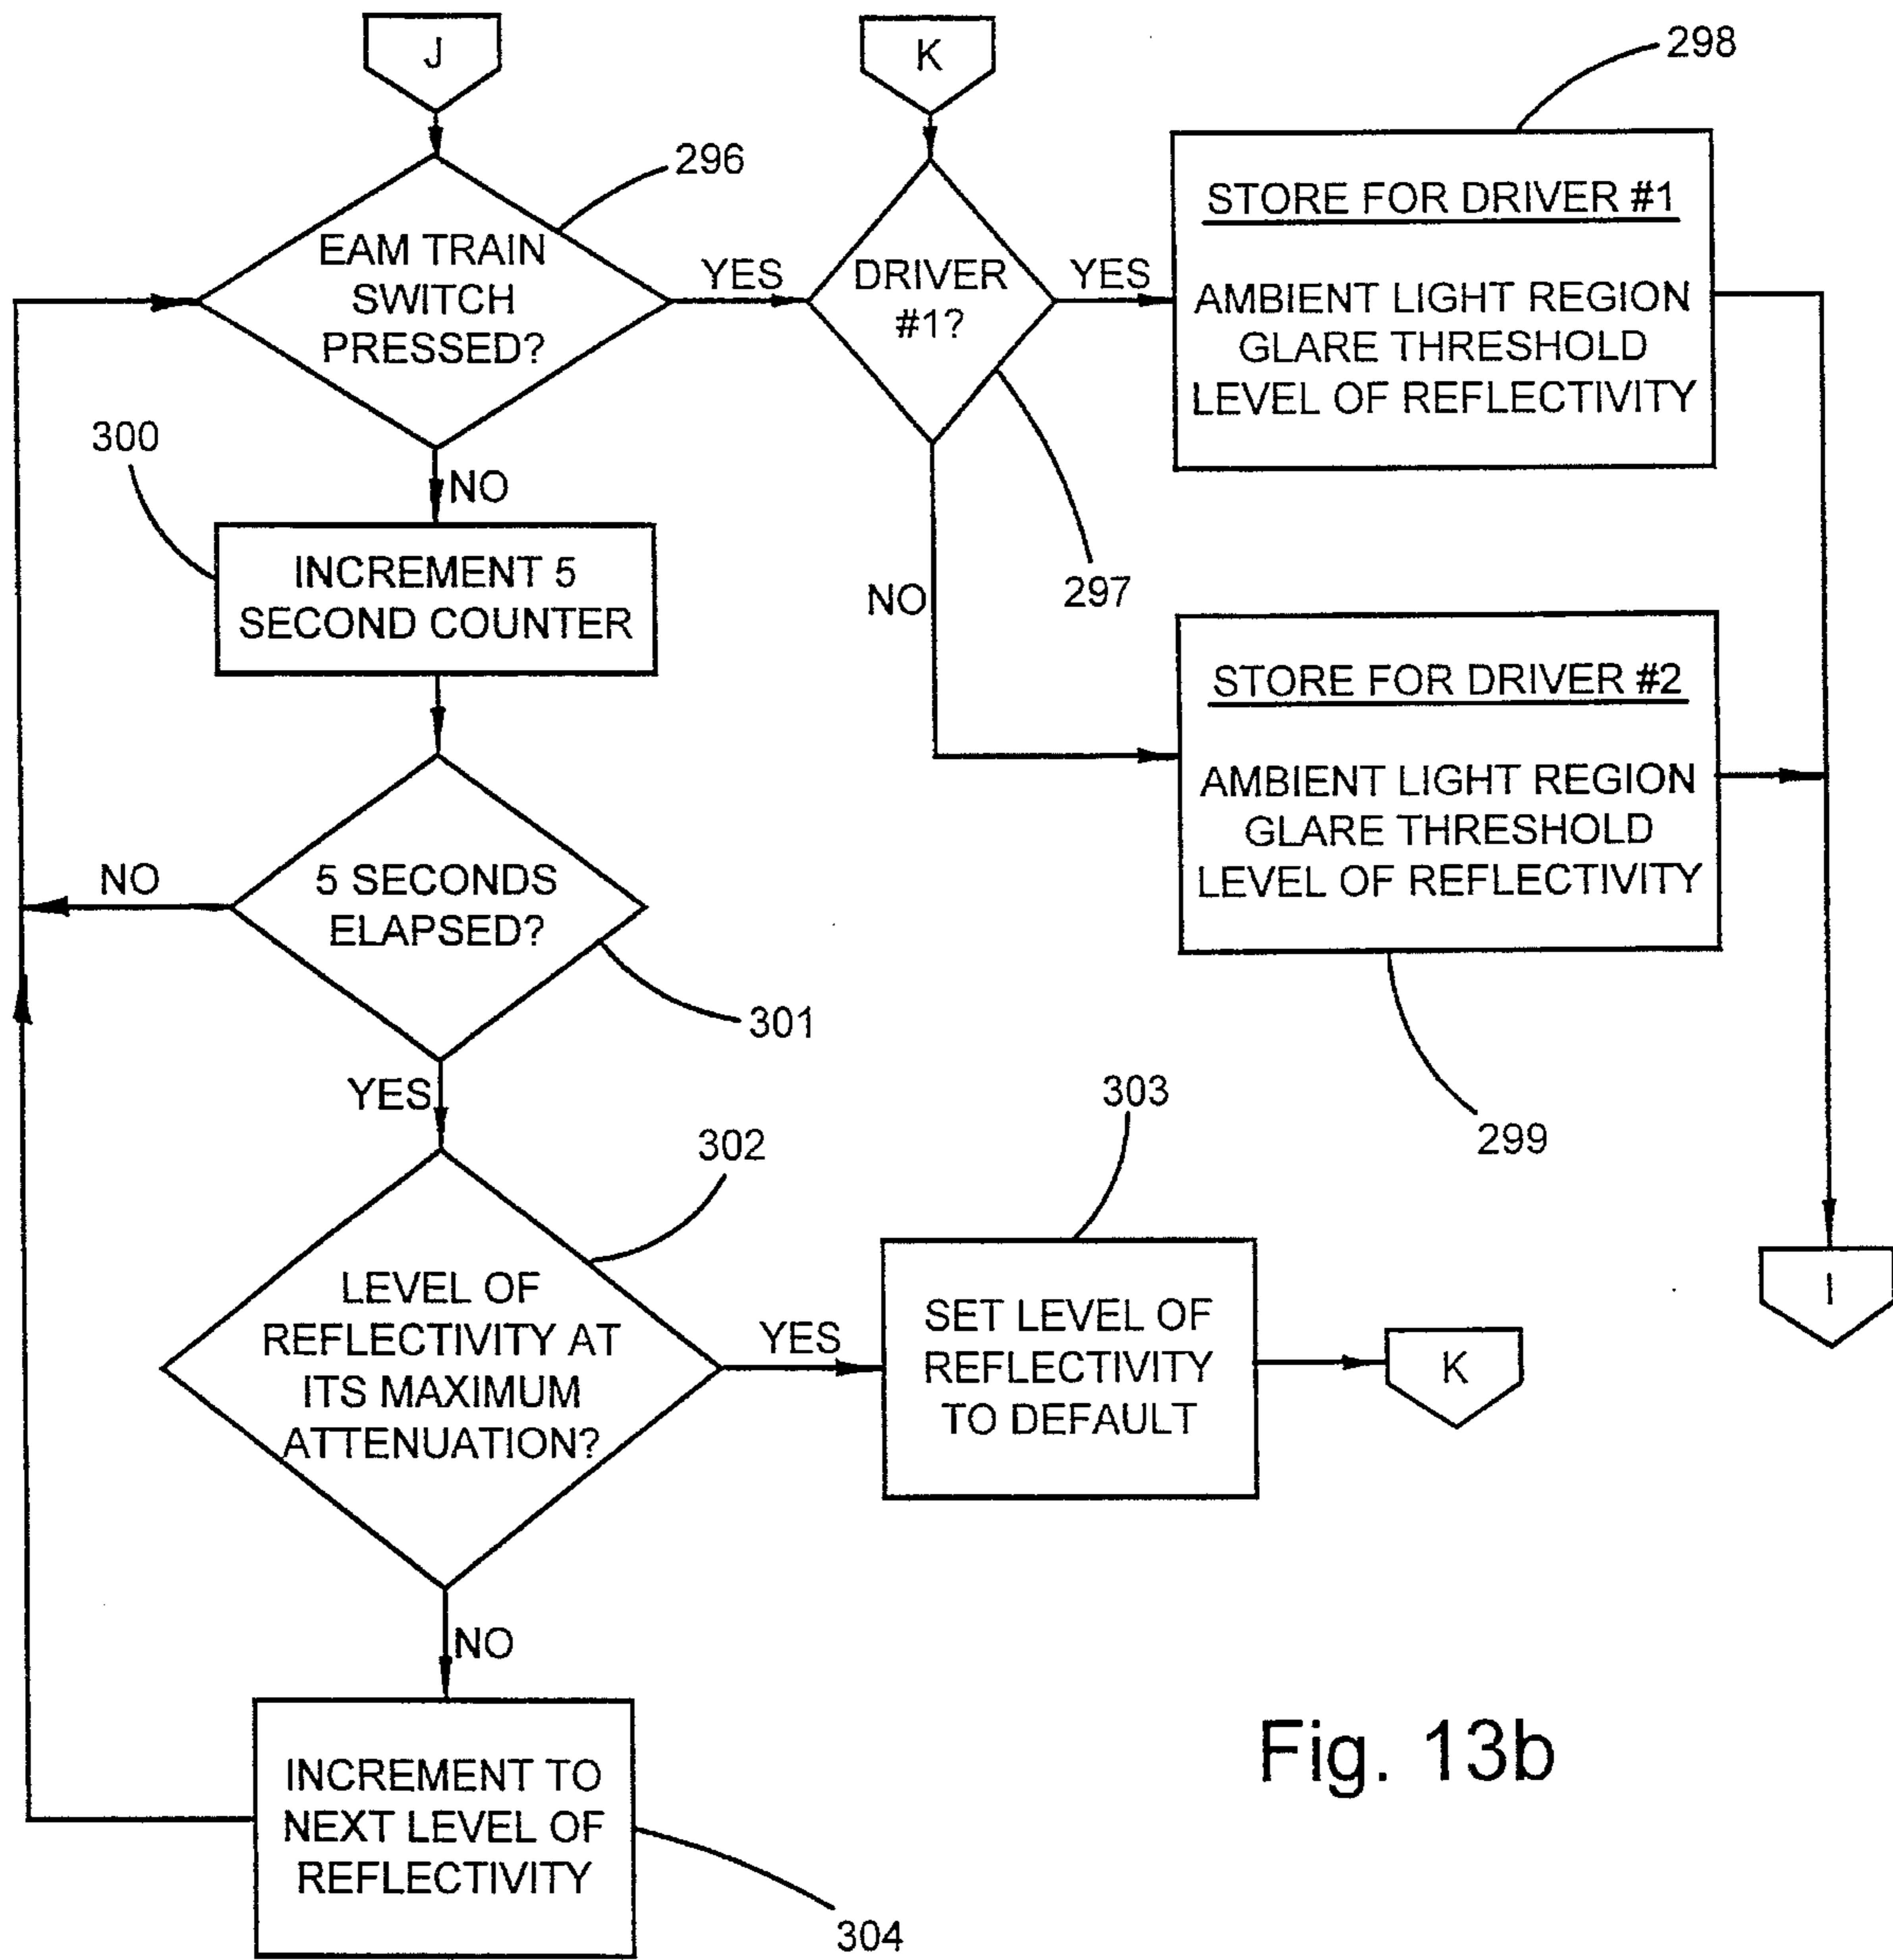 J
K
298
296
STORE FOR DRIVER #1
EAM TRAIN
SWITCH
PRESSED?
YES
DRIVER
#1?
YES
AMBIENT LIGHT REGION
GLARE THRESHOLD
LEVEL OF REFLECTIVITY
300
NO
297
INCREMENT 5
SECOND COUNTER
NO
STORE FOR DRIVER #2
AMBIENT LIGHT REGION
GLARE THRESHOLD
LEVEL OF REFLECTIVITY
NO
5 SECONDS
ELAPSED?
301
YES
303
299
302
LEVEL OF
REFLECTIVITY AT
ITS MAXIMUM
ATTENUATION?
YES
SET LEVEL OF
REFLECTIVITY
TO DEFAULT
K
I
NO
INCREMENT TO
NEXT LEVEL OF
REFLECTIVITY
304
Fig. 13b